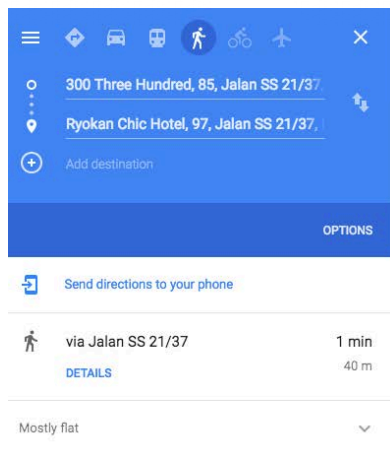 300 Three Hundred, 85, Jalan SS 21/37,
Ryokan Chic Hotel, 97, Jalan SS 21/37,
Add destination
OPTIONS
Send directions to your phone
via Jalan SS 21/37 1 min
DETAILS 40 m
Mostly flat